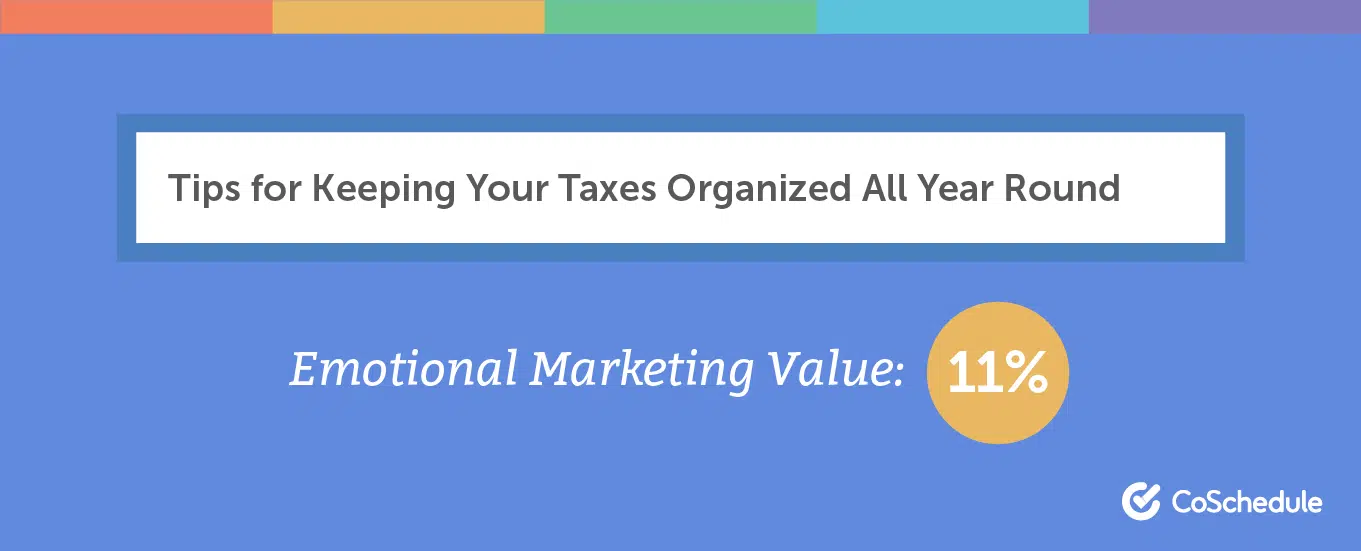 Tips for Keeping Your Taxes Organized All Year Round
Emotional Marketing Value: 11%
CoSchedule